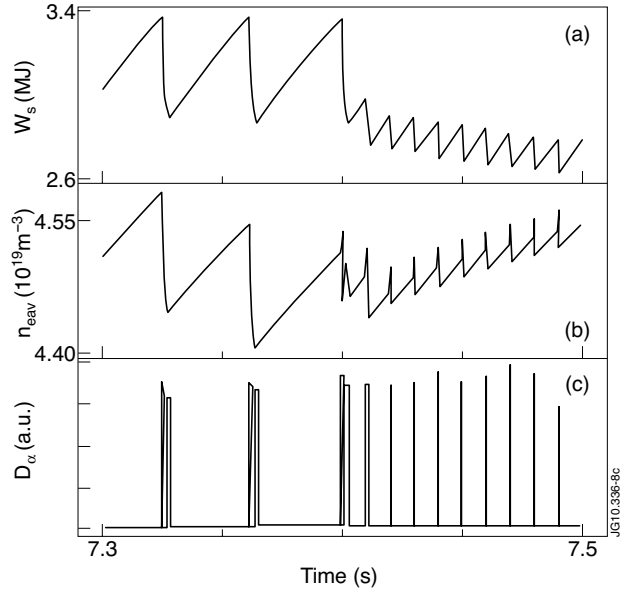 3.4
(a)
W_s (MJ)
2.6
4.55
n_eav (10^19 m^−3)
(b)
4.40
(c)
D_α (a.u.)
JG10.336-8c
7.3
7.5
Time (s)